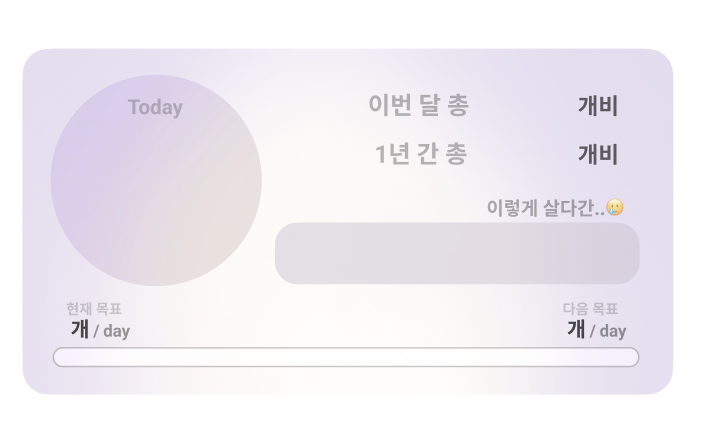 Today
이번 달 총 개비
1년 간 총 개비
이렇게 살다간..🥲
현재 목표
개 / day
다음 목표
개 / day